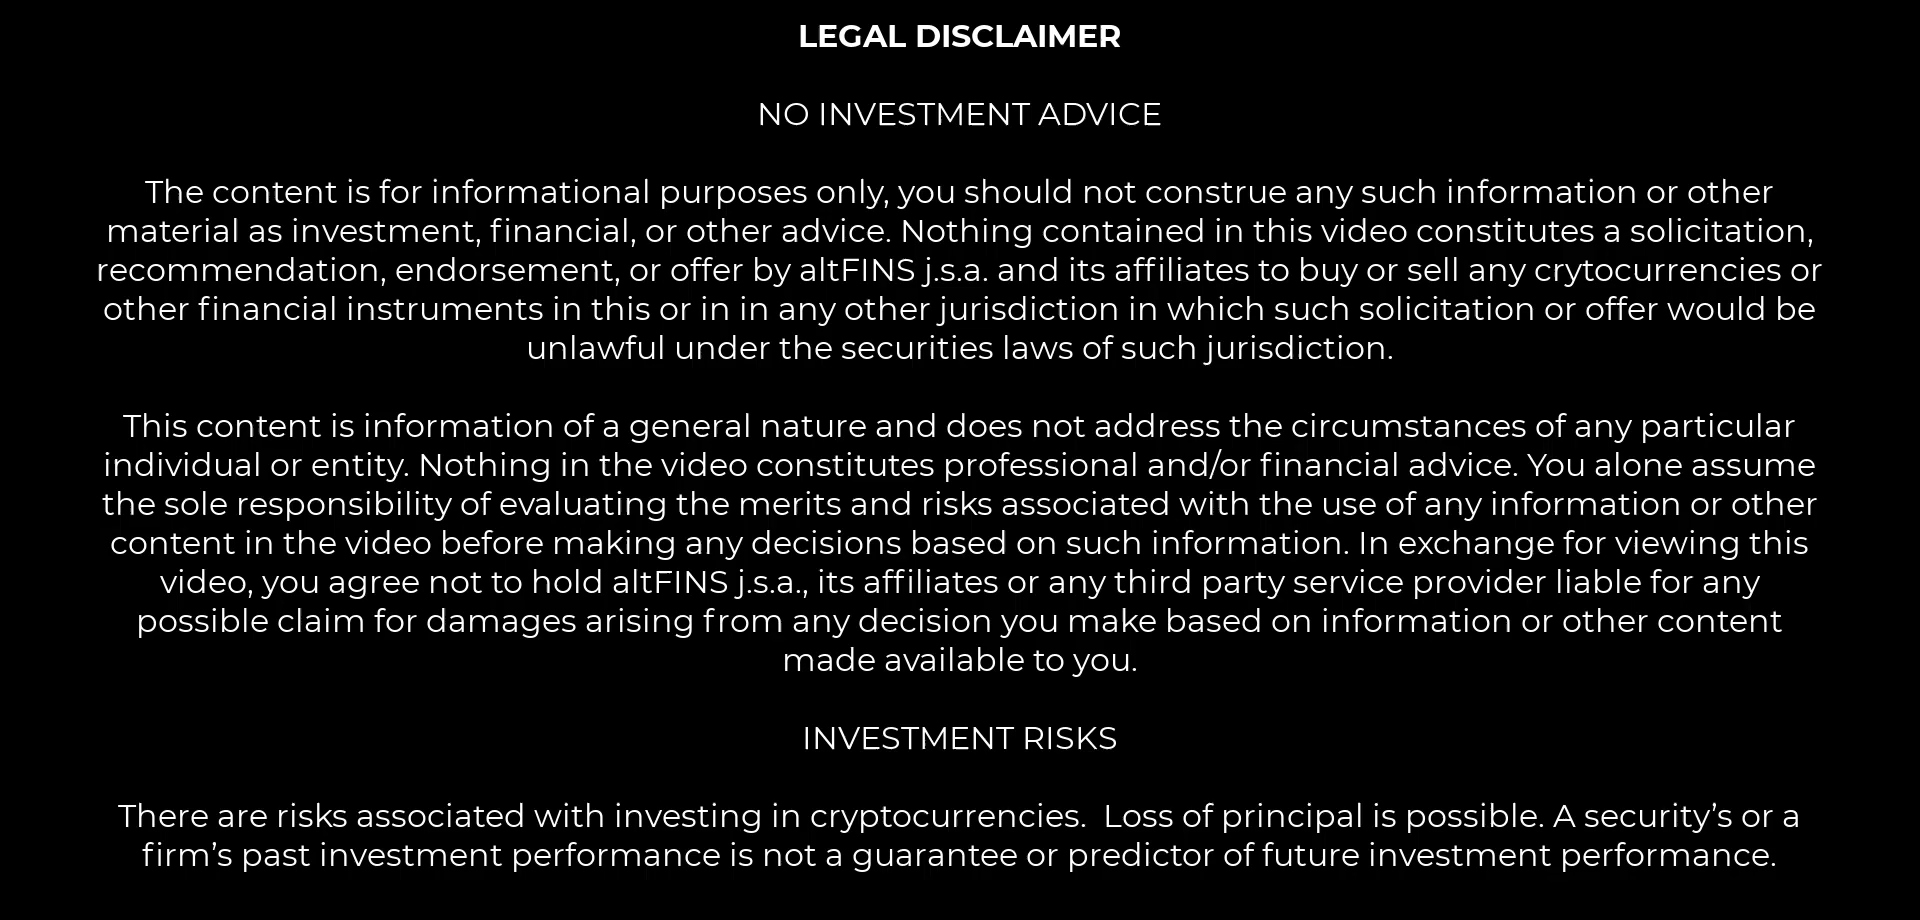 LEGAL DISCLAIMER
NO INVESTMENT ADVICE
The content is for informational purposes only, you should not construe any such information or other
material as investment, financial, or other advice. Nothing contained in this video constitutes a solicitation,
recommendation, endorsement, or offer by altFINS j.s.a. and its affiliates to buy or sell any crytocurrencies or
other financial instruments in this or in in any other jurisdiction in which such solicitation or offer would be
unlawful under the securities laws of such jurisdiction.
This content is information of a general nature and does not address the circumstances of any particular
individual or entity. Nothing in the video constitutes professional and/or financial advice. You alone assume
the sole responsibility of evaluating the merits and risks associated with the use of any information or other
content in the video before making any decisions based on such information. In exchange for viewing this
video, you agree not to hold altFINS j.s.a., its affiliates or any third party service provider liable for any
possible claim for damages arising from any decision you make based on information or other content
made available to you.
INVESTMENT RISKS
There are risks associated with investing in cryptocurrencies.  Loss of principal is possible. A security’s or a
firm’s past investment performance is not a guarantee or predictor of future investment performance.